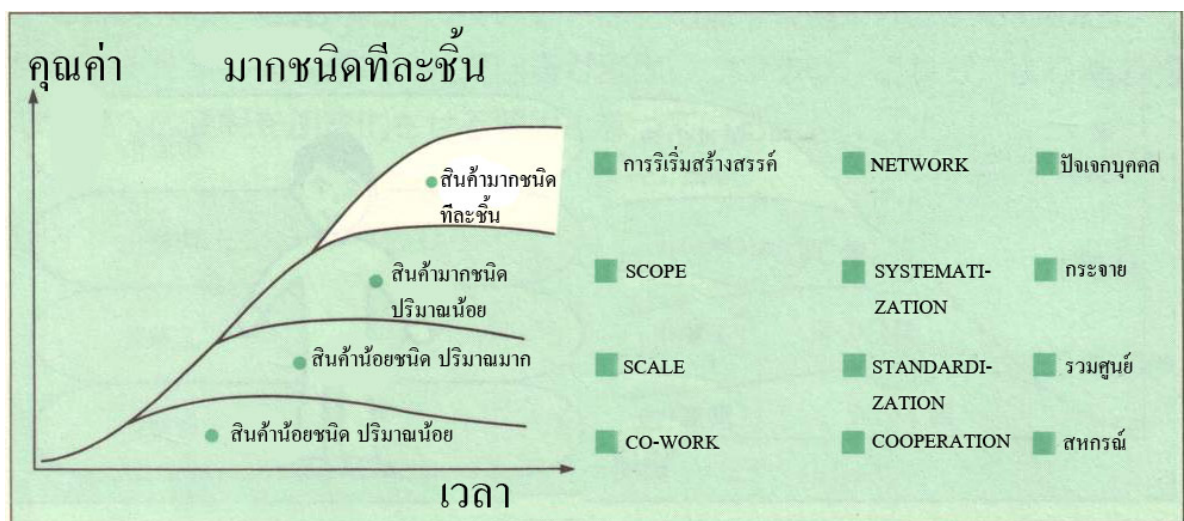 คุณค่า
มากชนิดทีละชิ้น
สินค้ามากชนิด
ทีละชิ้น
สินค้ามากชนิด
ปริมาณน้อย
สินค้าน้อยชนิด ปริมาณมาก
สินค้าน้อยชนิด ปริมาณน้อย
เวลา
การริเริ่มสร้างสรรค์
NETWORK
ปัจเจกบุคคล
SCOPE
SYSTEMATI-
ZATION
กระจาย
SCALE
STANDARDI-
ZATION
รวมศูนย์
CO-WORK
COOPERATION
สหกรณ์